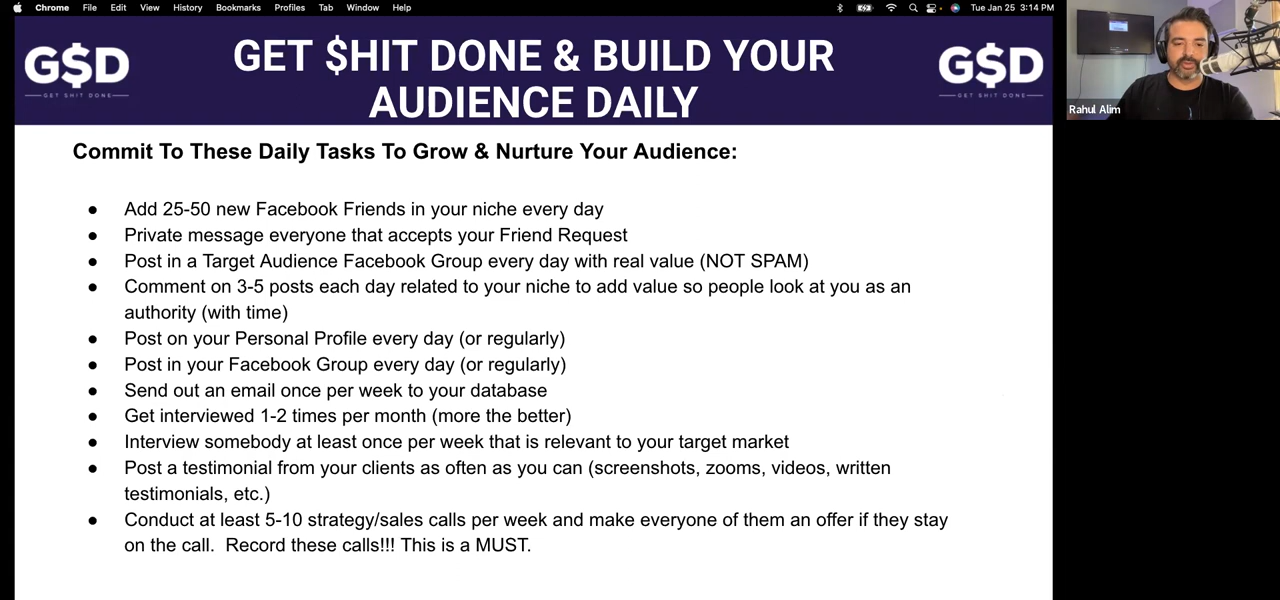 Chrome File Edit View History Bookmarks Profiles Tab Window Help Tue Jan 25 3:14 PM
G$D
GET SHIT DONE
GET $HIT DONE & BUILD YOUR
AUDIENCE DAILY
G$D
GET SHIT DONE
Rahul Alim
Commit To These Daily Tasks To Grow & Nurture Your Audience:
● Add 25-50 new Facebook Friends in your niche every day
● Private message everyone that accepts your Friend Request
● Post in a Target Audience Facebook Group every day with real value (NOT SPAM)
● Comment on 3-5 posts each day related to your niche to add value so people look at you as an
authority (with time)
● Post on your Personal Profile every day (or regularly)
● Post in your Facebook Group every day (or regularly)
● Send out an email once per week to your database
● Get interviewed 1-2 times per month (more the better)
● Interview somebody at least once per week that is relevant to your target market
● Post a testimonial from your clients as often as you can (screenshots, zooms, videos, written
testimonials, etc.)
● Conduct at least 5-10 strategy/sales calls per week and make everyone of them an offer if they stay
on the call.  Record these calls!!! This is a MUST.